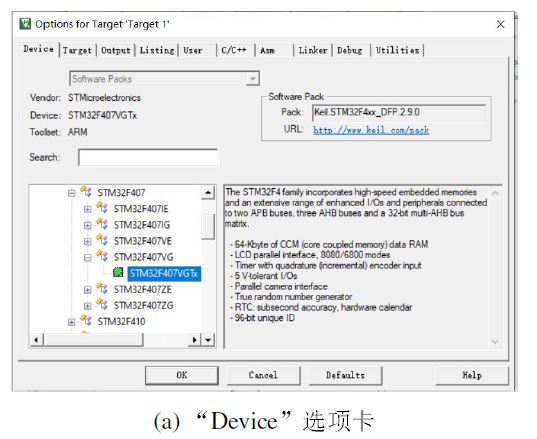 Options for Target 'Target 1'
Device Target Output Listing User C/C++ Asm Linker Debug Utilities
Software Packs
Vendor: STMicroelectronics
Device: STM32F407VGTx
Toolset: ARM
Search:
Software Pack
Pack: Keil.STM32F4xx_DFP.2.9.0
URL: http://www.keil.com/pack
STM32F407
STM32F407IE
STM32F407IG
STM32F407VE
STM32F407VG
STM32F407VGTx
STM32F407ZE
STM32F407ZG
STM32F410
The STM32F4 family incorporates high-speed embedded memories
and an extensive range of enhanced I/Os and peripherals connected
to two APB buses, three AHB buses and a 32-bit multi-AHB bus
matrix.
- 64-Kbyte of CCM (core coupled memory) data RAM
- LCD parallel interface, 8080/6800 modes
- Timer with quadrature (incremental) encoder input
- 5 V-tolerant I/Os
- Parallel camera interface
- True random number generator
- RTC: subsecond accuracy, hardware calendar
- 96-bit unique ID
OK Cancel Defaults Help
(a) “Device”选项卡